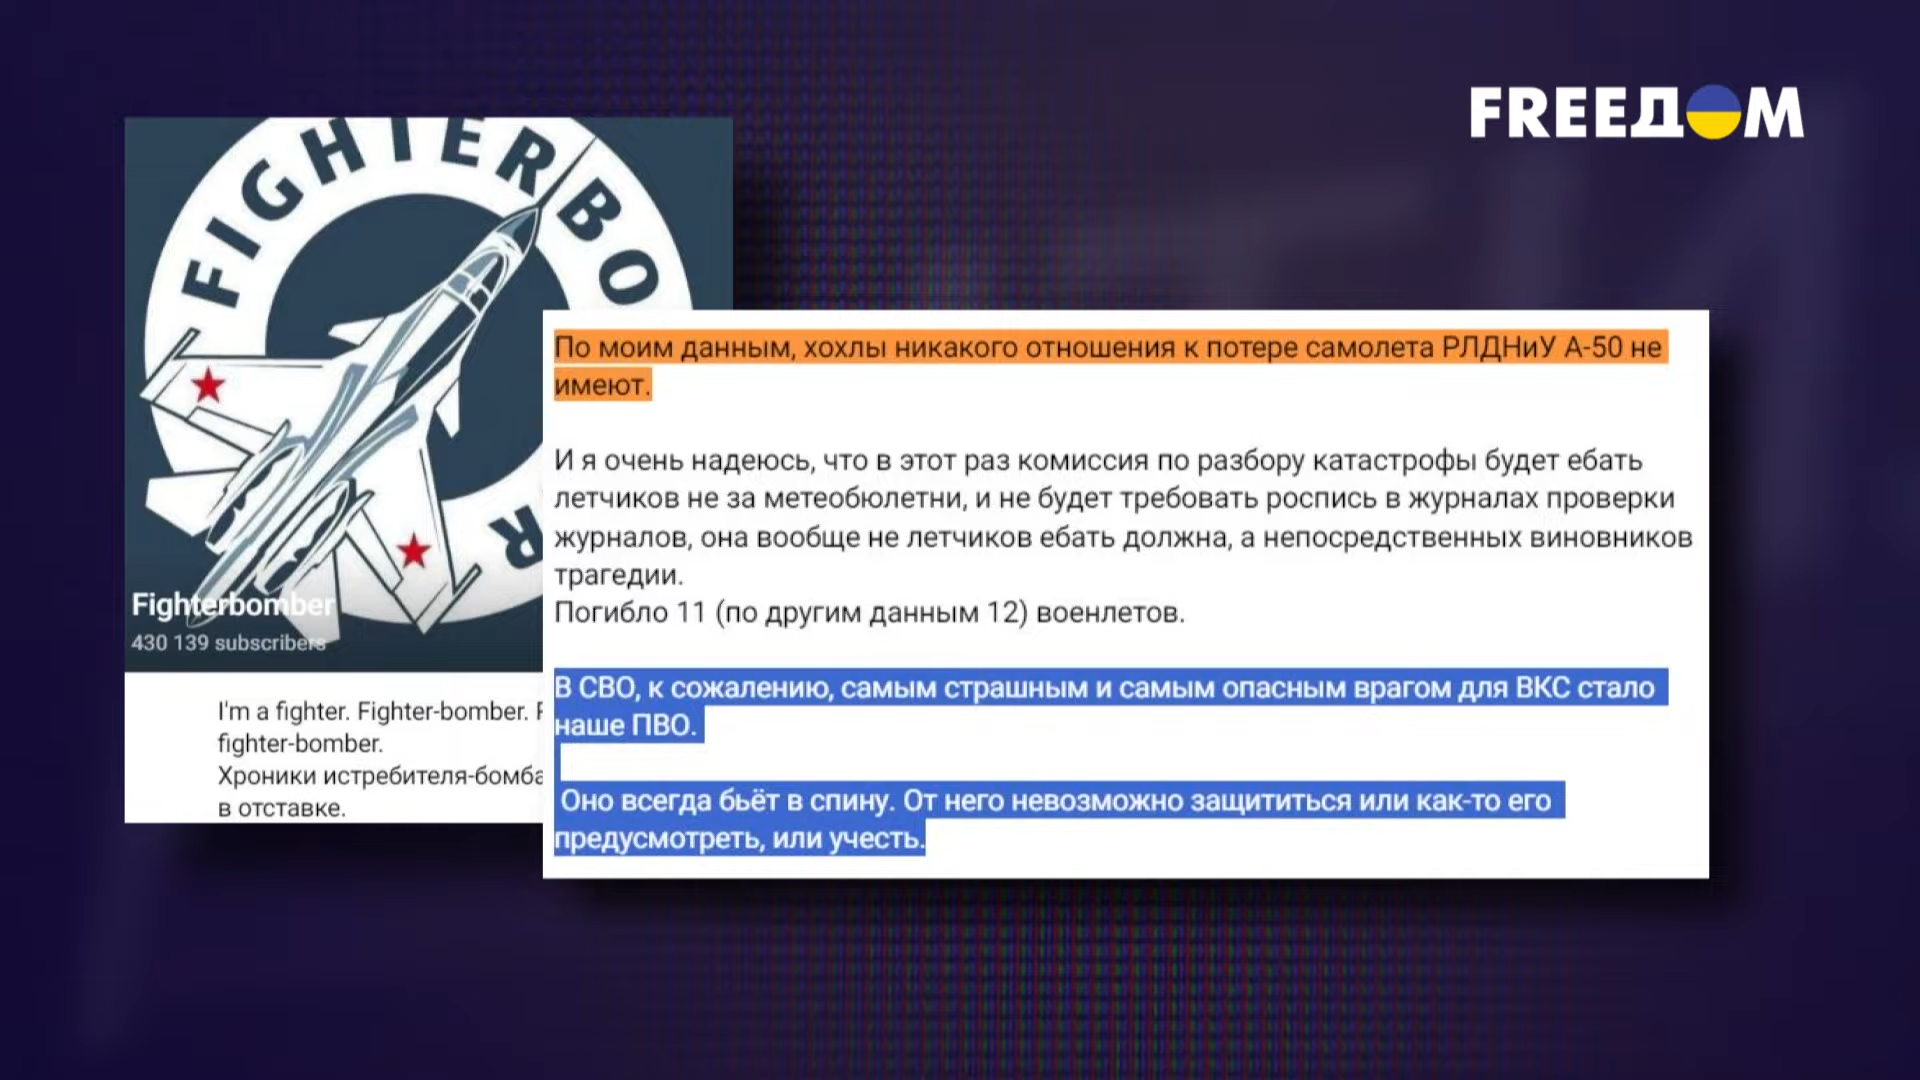 FREEДOM
FIGHTERBO
R
Fighterbomber
430 139 subscribers
I'm a fighter. Fighter-bomber. F
fighter-bomber.
Хроники истребителя-бомба
в отставке.
По моим данным, хохлы никакого отношения к потере самолета РЛДНиУ А-50 не
имеют.
И я очень надеюсь, что в этот раз комиссия по разбору катастрофы будет ебать
летчиков не за метеобюлетни, и не будет требовать роспись в журналах проверки
журналов, она вообще не летчиков ебать должна, а непосредственных виновников
трагедии.
Погибло 11 (по другим данным 12) военлетов.
В СВО, к сожалению, самым страшным и самым опасным врагом для ВКС стало
наше ПВО.
Оно всегда бьёт в спину. От него невозможно защититься или как-то его
предусмотреть, или учесть.